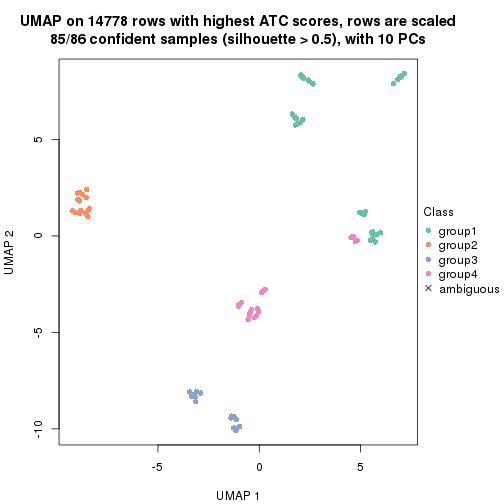 UMAP on 14778 rows with highest ATC scores, rows are scaled
85/86 confident samples (silhouette > 0.5), with 10 PCs
5
0
-5
-10
UMAP 2
-5
0
5
UMAP 1
Class
group1
group2
group3
group4
ambiguous